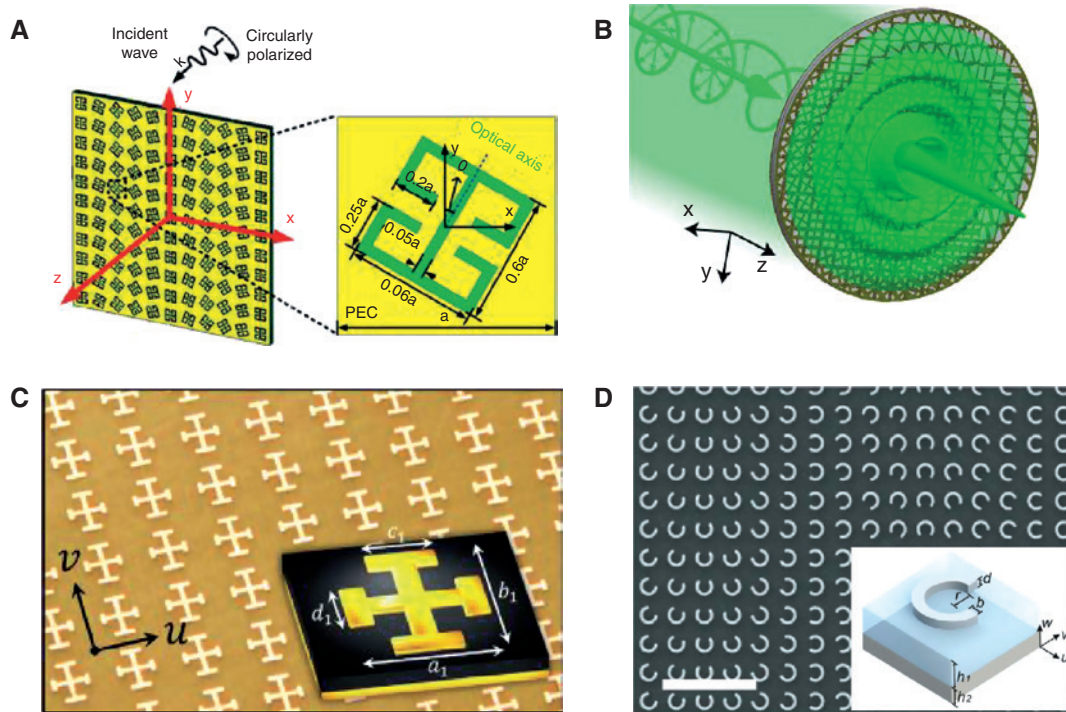 A
Incident
wave
Circularly
polarized
k
y
x
z
Optical axis
y
θ
x
0.2a
0.25a
0.05a
0.06a
0.6a
PEC
a
B
x
y
z
C
v
u
c1
b1
d1
a1
D
d
r
b
w
v
u
h1
h2